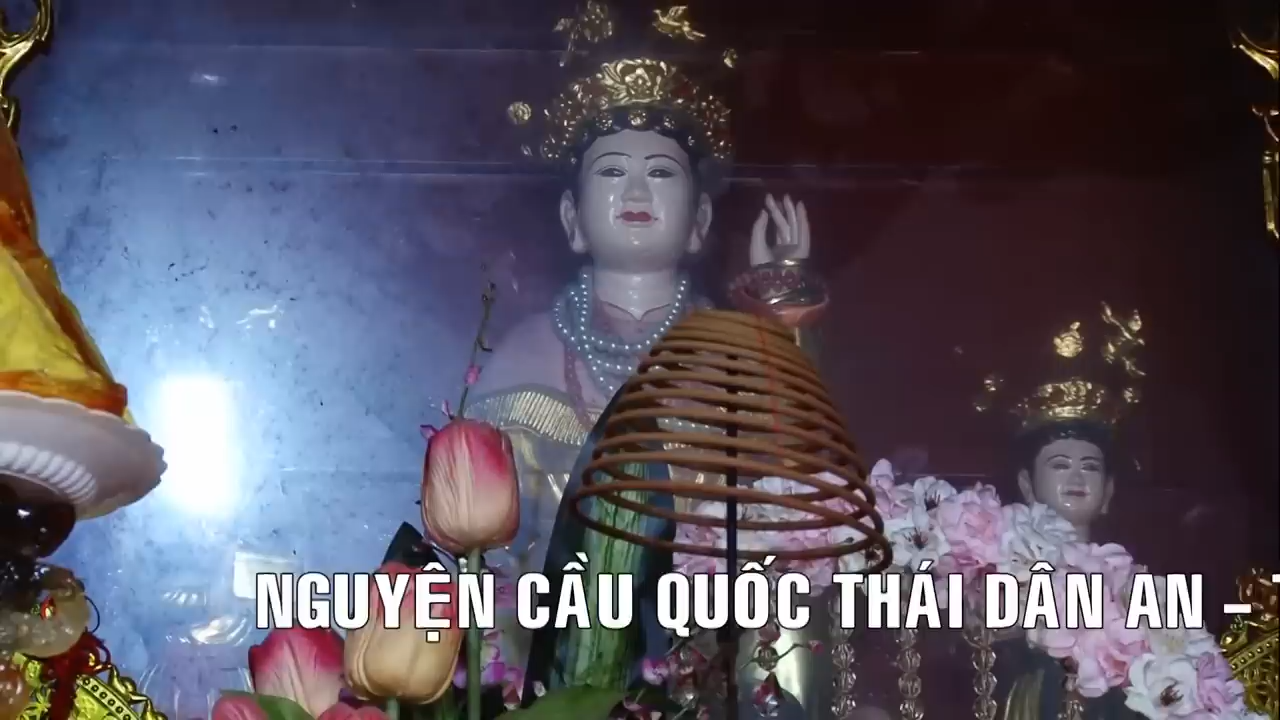 NGUYỆN CẦU QUỐC THÁI DÂN AN –